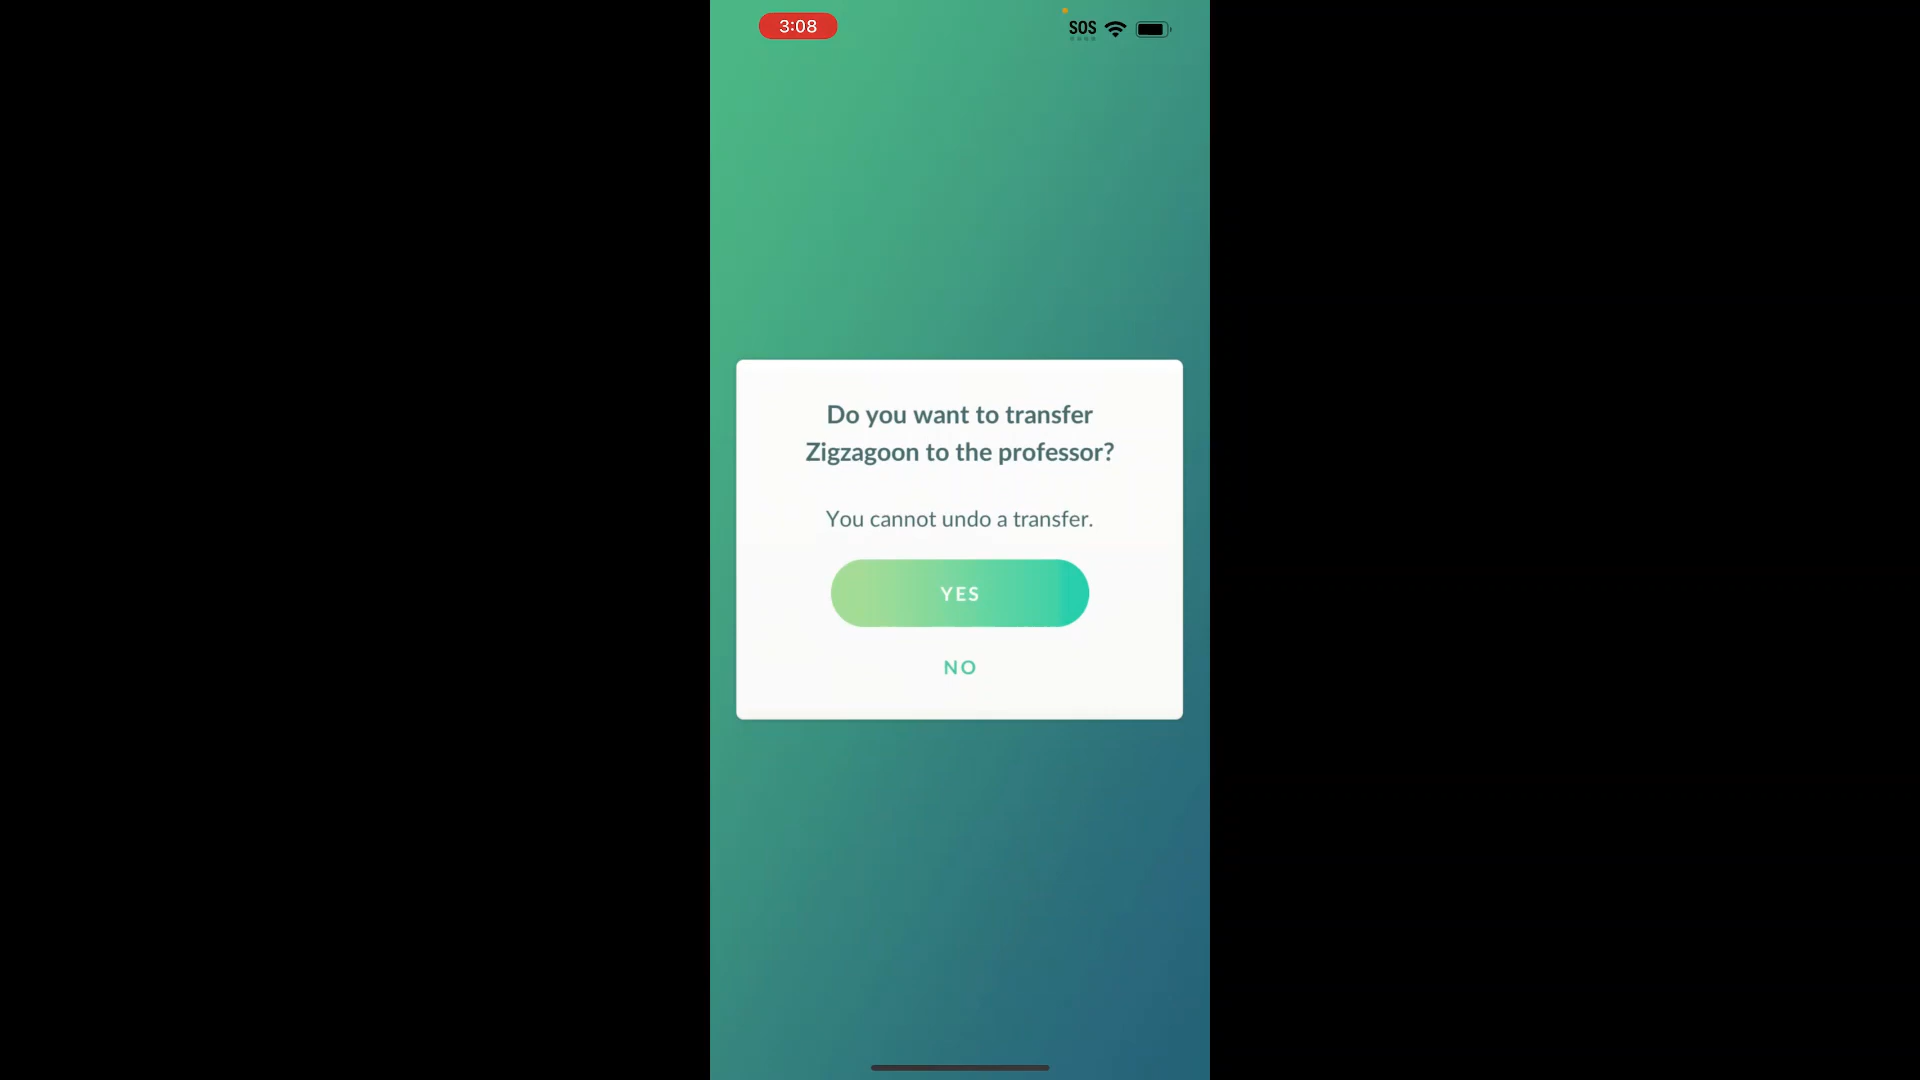 3:08
SOS
Do you want to transfer
Zigzagoon to the professor?
You cannot undo a transfer.
YES
NO